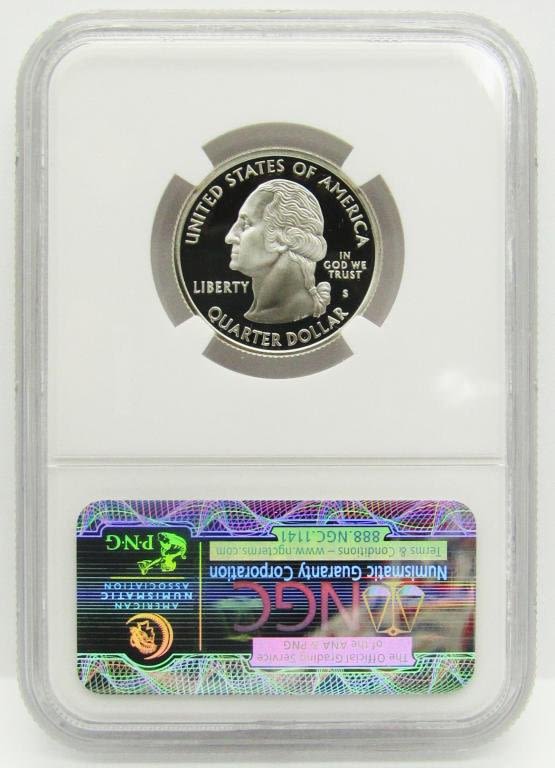 UNITED STATES OF AMERICA
IN
GOD WE
TRUST
LIBERTY
S
QUARTER DOLLAR
The Official Grading Service
of the ANA & PNG
NGC
Numismatic Guaranty Corporation
Terms & Conditions – www.ngcterms.com
888.NGC.1141
AMERICAN
NUMISMATIC
ASSOCIATION
P·N·G